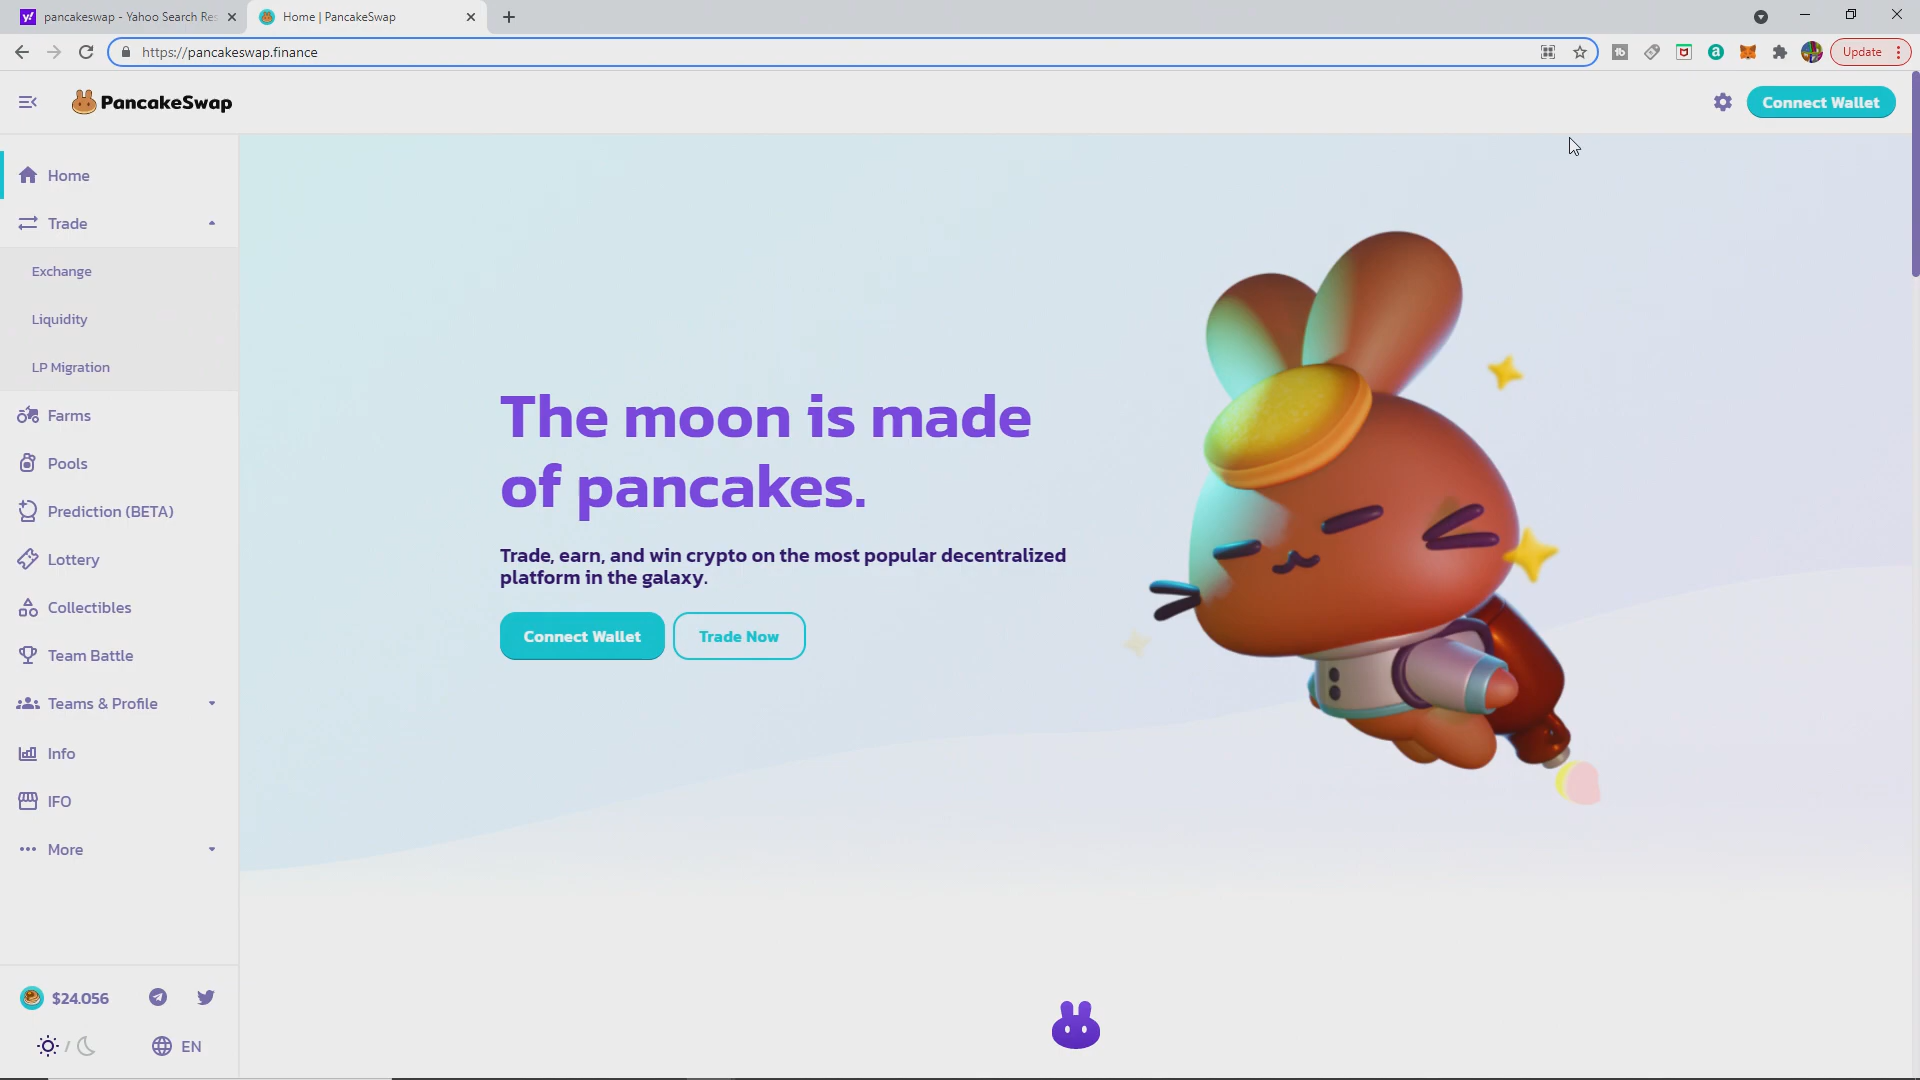 pancakeswap - Yahoo Search Res
Home | PancakeSwap
https://pancakeswap.finance
Update
PancakeSwap
Connect Wallet
Home
Trade
Exchange
Liquidity
LP Migration
Farms
Pools
Prediction (BETA)
Lottery
Collectibles
Team Battle
Teams & Profile
Info
IFO
More
$24.056
/
EN
The moon is made
of pancakes.
Trade, earn, and win crypto on the most popular decentralized
platform in the galaxy.
Connect Wallet
Trade Now